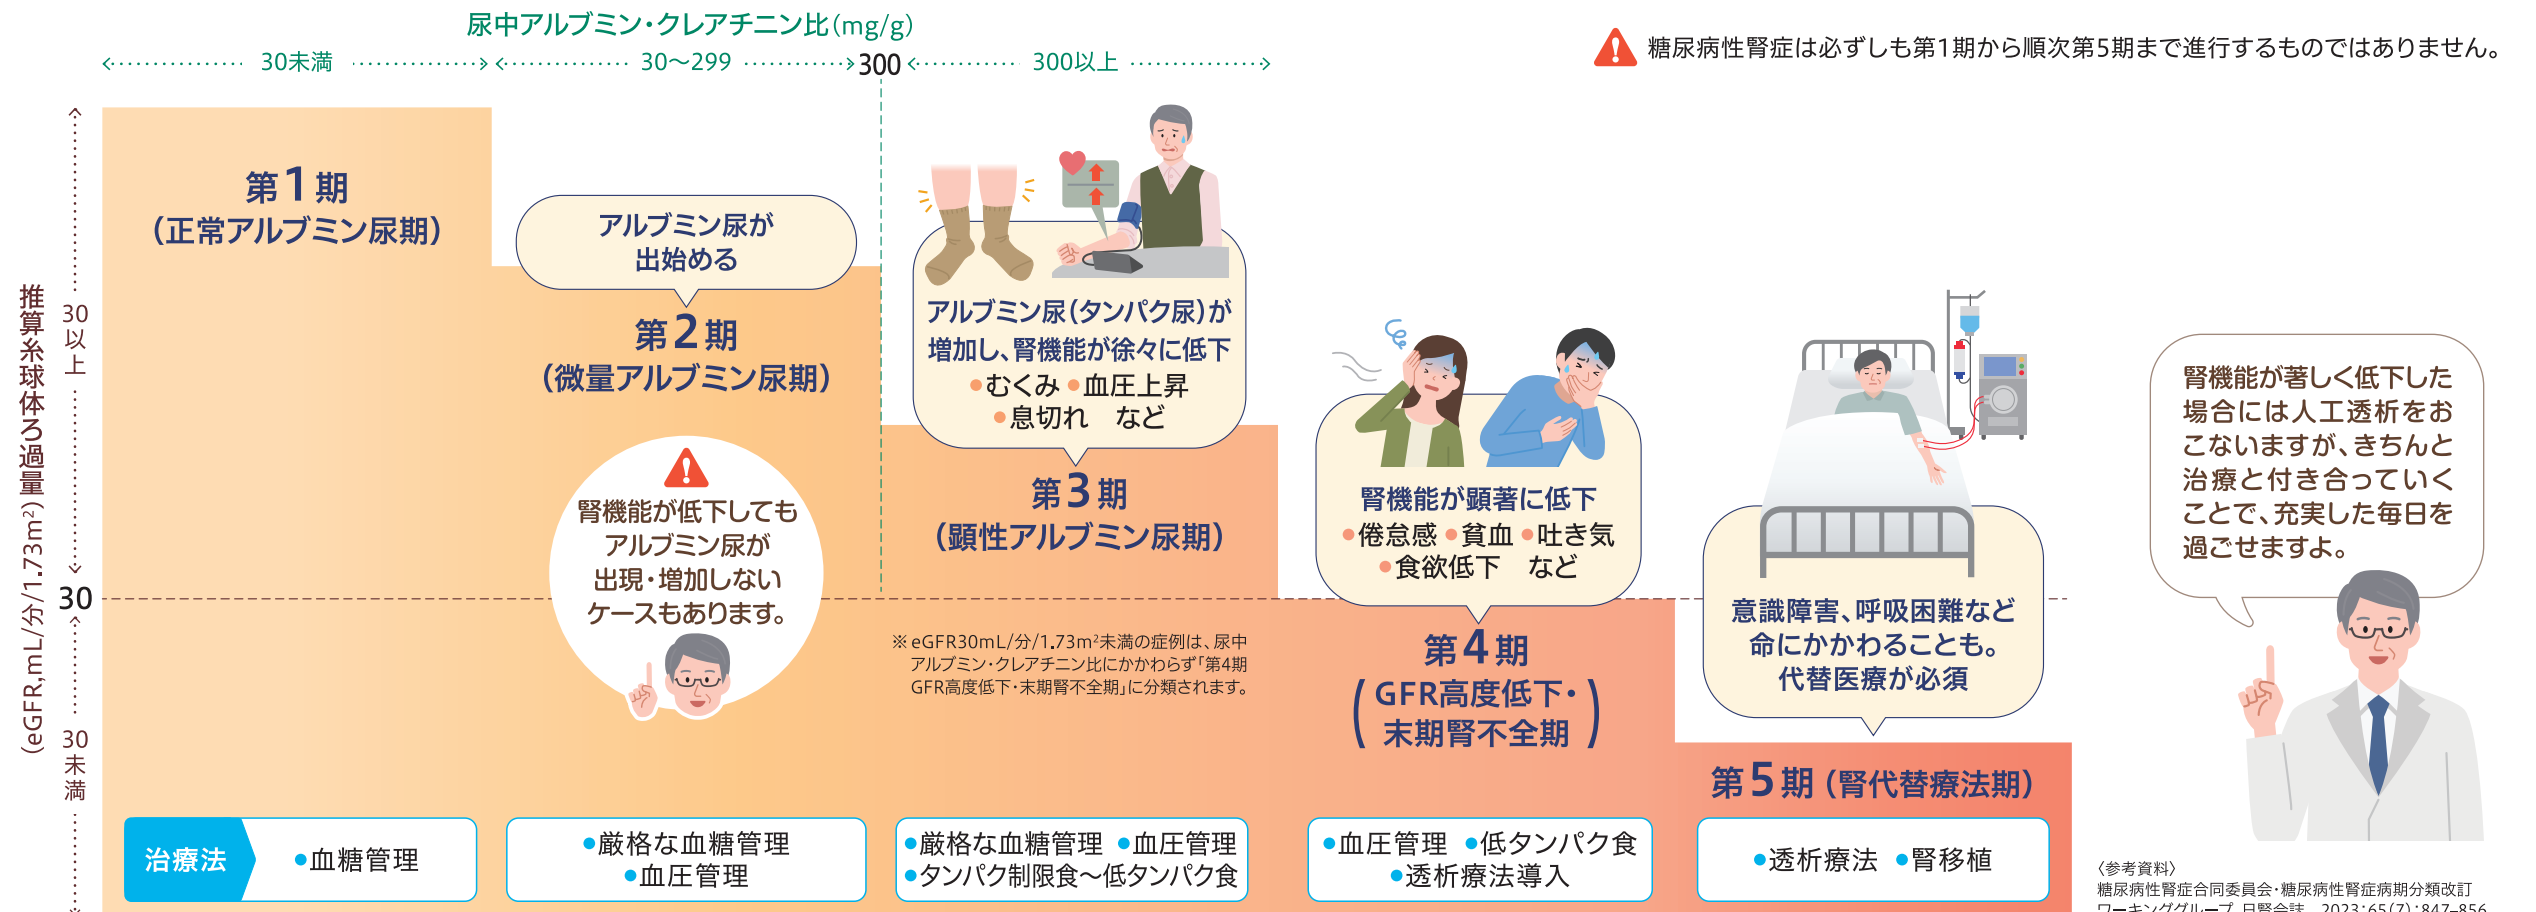 尿中アルブミン・クレアチニン比(mg/g)
30未満
30〜299
300
300以上
糖尿病性腎症は必ずしも第1期から順次第5期まで進行するものではありません。
推算糸球体ろ過量
(eGFR,mL/分/1.73m²)
30以上
30
30未満
第1期
(正常アルブミン尿期)
アルブミン尿が
出始める
第2期
(微量アルブミン尿期)
腎機能が低下しても
アルブミン尿が
出現・増加しない
ケースもあります。
アルブミン尿(タンパク尿)が
増加し、腎機能が徐々に低下
●むくみ ●血圧上昇
●息切れ など
第3期
(顕性アルブミン尿期)
※eGFR30mL/分/1.73m²未満の症例は、尿中
アルブミン・クレアチニン比にかかわらず「第4期
GFR高度低下・末期腎不全期」に分類されます。
腎機能が顕著に低下
●倦怠感 ●貧血 ●吐き気
●食欲低下 など
第4期
(GFR高度低下・
末期腎不全期)
意識障害、呼吸困難など
命にかかわることも。
代替医療が必須
第5期(腎代替療法期)
腎機能が著しく低下した
場合には人工透析をお
こないますが、きちんと
治療と付き合っていく
ことで、充実した毎日を
過ごせますよ。
治療法
●血糖管理
●厳格な血糖管理
●血圧管理
●厳格な血糖管理 ●血圧管理
●タンパク制限食〜低タンパク食
●血圧管理 ●低タンパク食
●透析療法導入
●透析療法 ●腎移植
〈参考資料〉
糖尿病性腎症合同委員会・糖尿病性腎症病期分類改訂
ワーキンググループ. 日腎会誌. 2023;65(7):847–856